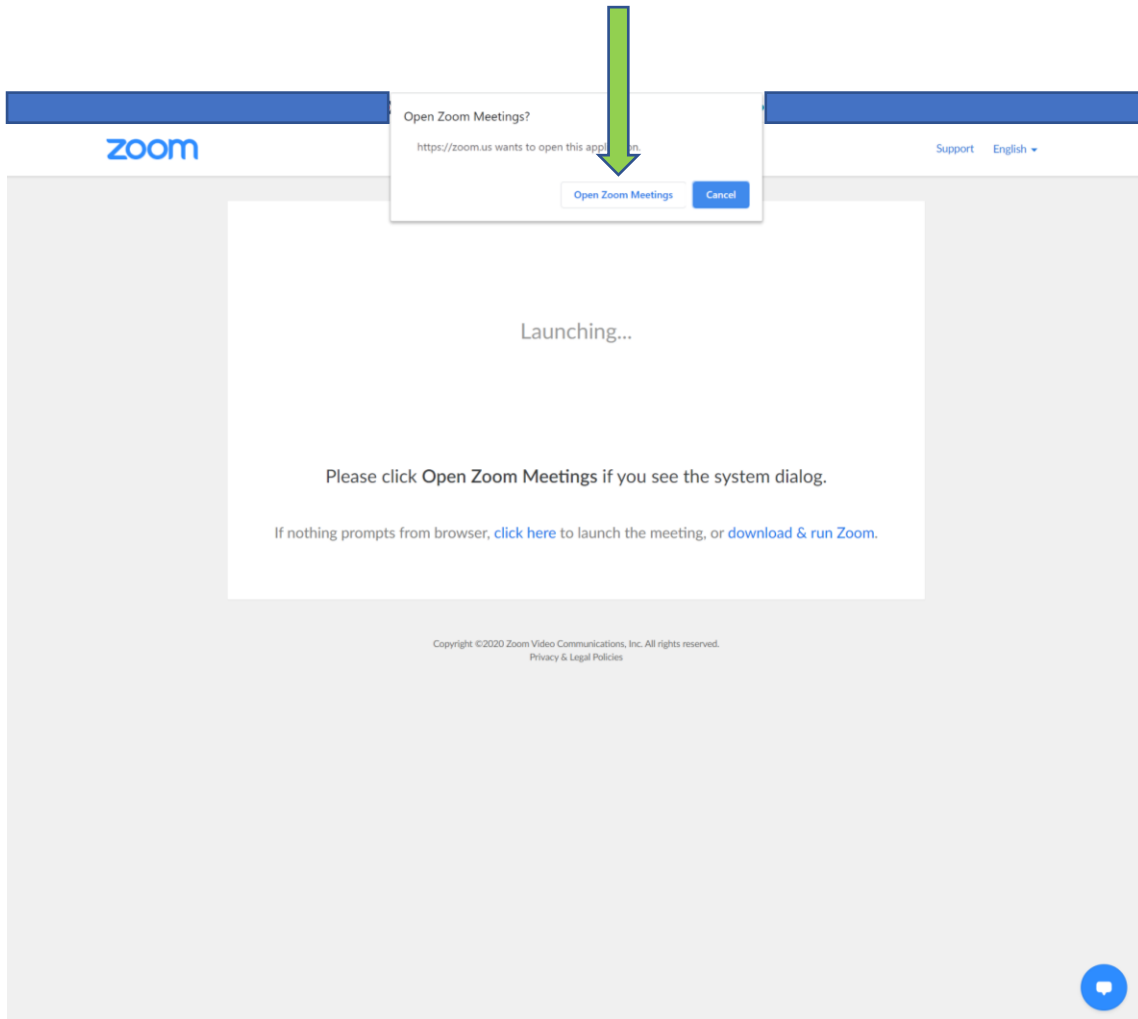 Open Zoom Meetings?
https://zoom.us wants to open this application.
Open Zoom Meetings Cancel
zoom
Support English
Launching...
Please click Open Zoom Meetings if you see the system dialog.
If nothing prompts from browser, click here to launch the meeting, or download & run Zoom.
Copyright ©2020 Zoom Video Communications, Inc. All rights reserved.
Privacy & Legal Policies